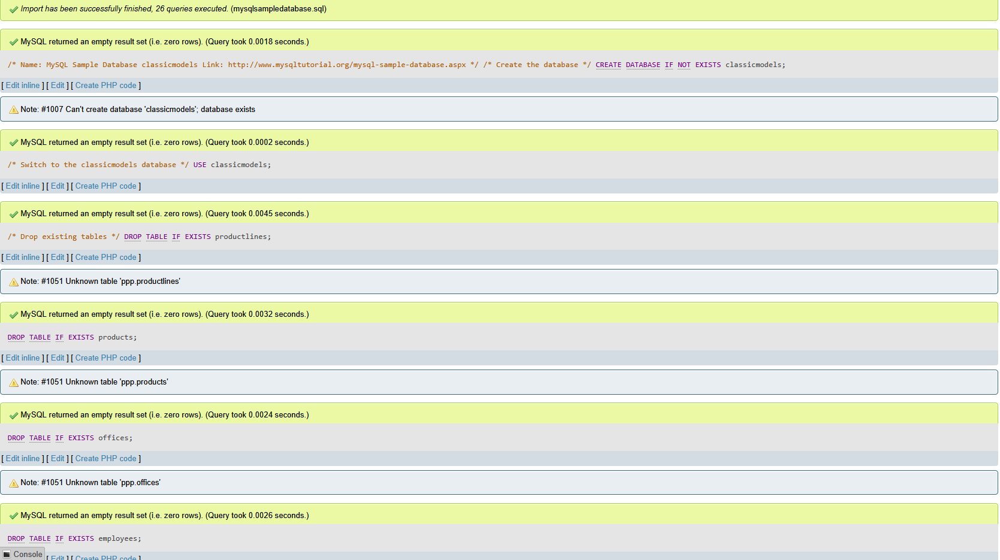 Import has been successfully finished, 26 queries executed. (mysqlsampledatabase.sql)
MySQL returned an empty result set (i.e. zero rows). (Query took 0.0018 seconds.)
/* Name: MySQL Sample Database classicmodels Link: http://www.mysqltutorial.org/mysql-sample-database.aspx */ /* Create the database */ CREATE DATABASE IF NOT EXISTS classicmodels;
[ Edit inline ] [ Edit ] [ Create PHP code ]
Note: #1007 Can't create database 'classicmodels'; database exists
MySQL returned an empty result set (i.e. zero rows). (Query took 0.0002 seconds.)
/* Switch to the classicmodels database */ USE classicmodels;
[ Edit inline ] [ Edit ] [ Create PHP code ]
MySQL returned an empty result set (i.e. zero rows). (Query took 0.0045 seconds.)
/* Drop existing tables */ DROP TABLE IF EXISTS productlines;
[ Edit inline ] [ Edit ] [ Create PHP code ]
Note: #1051 Unknown table 'ppp.productlines'
MySQL returned an empty result set (i.e. zero rows). (Query took 0.0032 seconds.)
DROP TABLE IF EXISTS products;
[ Edit inline ] [ Edit ] [ Create PHP code ]
Note: #1051 Unknown table 'ppp.products'
MySQL returned an empty result set (i.e. zero rows). (Query took 0.0024 seconds.)
DROP TABLE IF EXISTS offices;
[ Edit inline ] [ Edit ] [ Create PHP code ]
Note: #1051 Unknown table 'ppp.offices'
MySQL returned an empty result set (i.e. zero rows). (Query took 0.0026 seconds.)
DROP TABLE IF EXISTS employees;
Console [ Edit ] [ Create PHP code ]